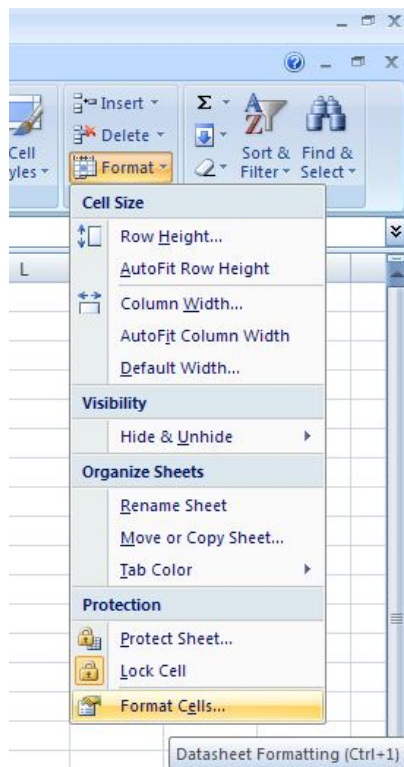 Insert
Delete
Format
Σ
A
Z
Cell
yles
Sort &
Filter
Find &
Select
Cell Size
Row Height...
AutoFit Row Height
Column Width...
AutoFit Column Width
Default Width...
Visibility
Hide & Unhide
Organize Sheets
Rename Sheet
Move or Copy Sheet...
Tab Color
Protection
Protect Sheet...
Lock Cell
Format Cells...
Datasheet Formatting (Ctrl+1)
L